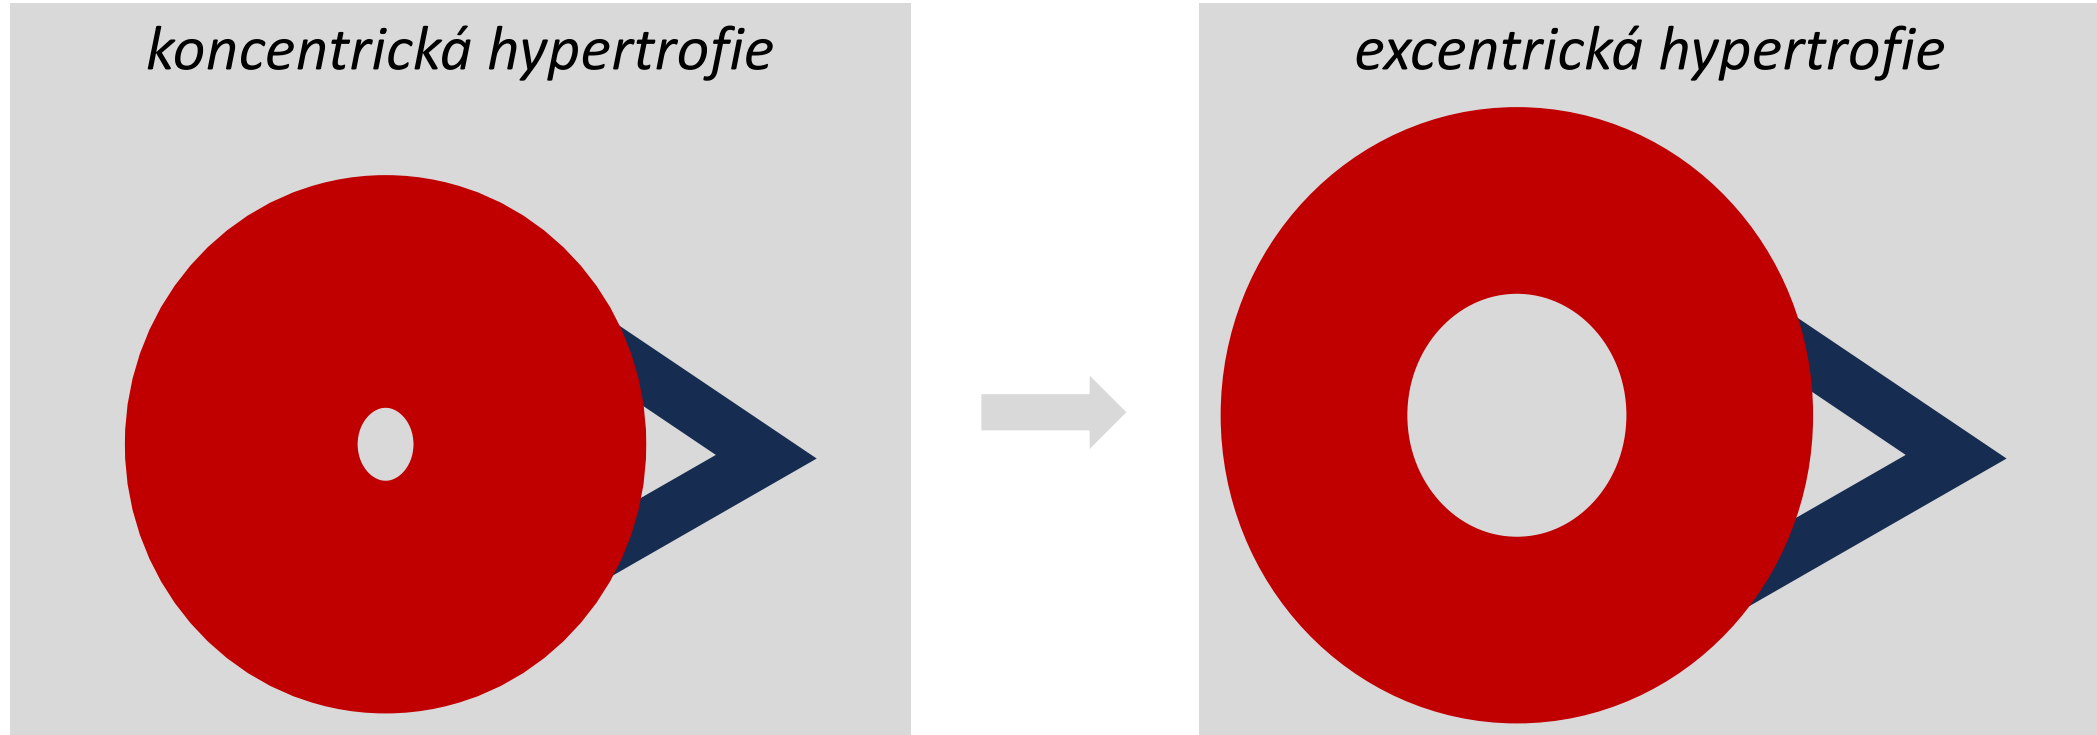 koncentrická hypertrofie
excentrická hypertrofie